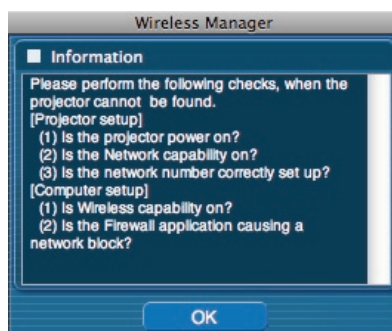 Wireless Manager
Information
Please perform the following checks, when the
projector cannot be found.
[Projector setup]
(1) Is the projector power on?
(2) Is the Network capability on?
(3) Is the network number correctly set up?
[Computer setup]
(1) Is Wireless capability on?
(2) Is the Firewall application causing a
network block?
OK